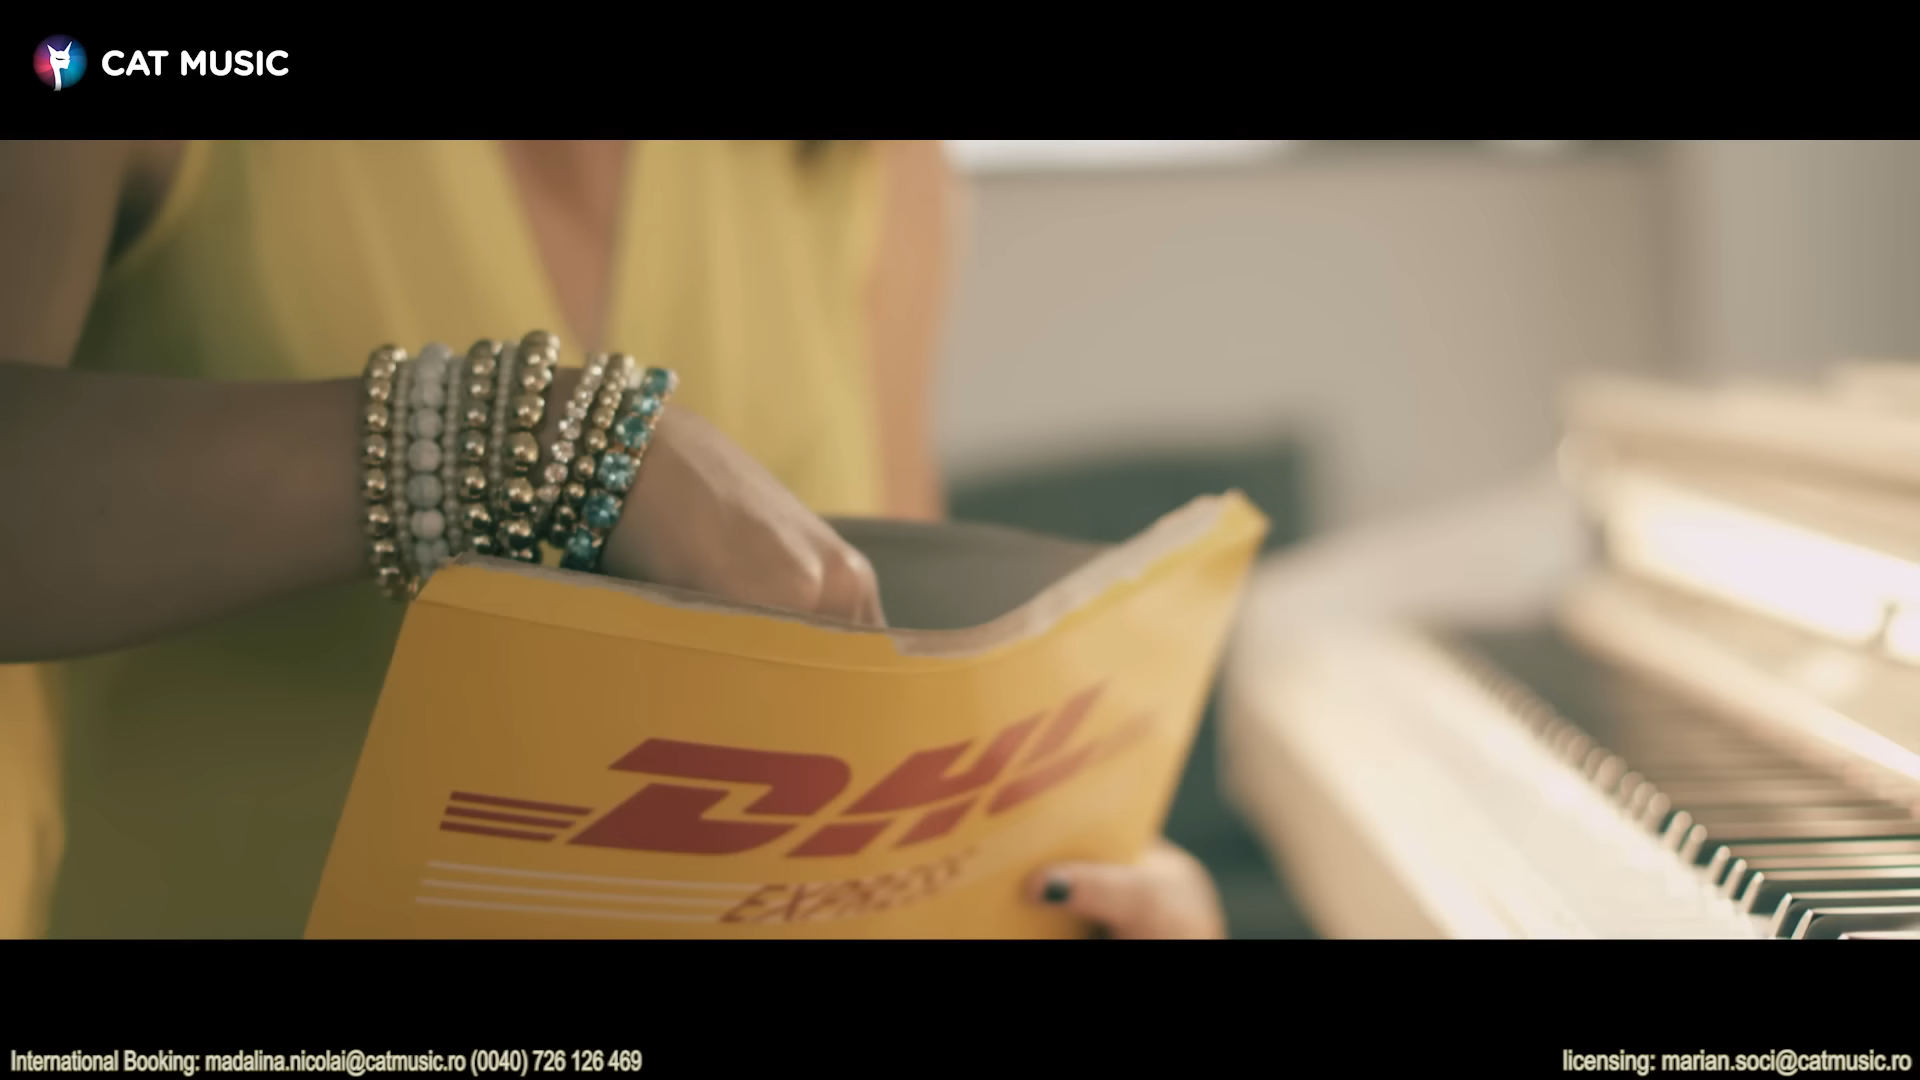 CAT MUSIC
DHL
EXPRESS
International Booking: madalina.nicolai@catmusic.ro (0040) 726 126 469
licensing: marian.soci@catmusic.ro